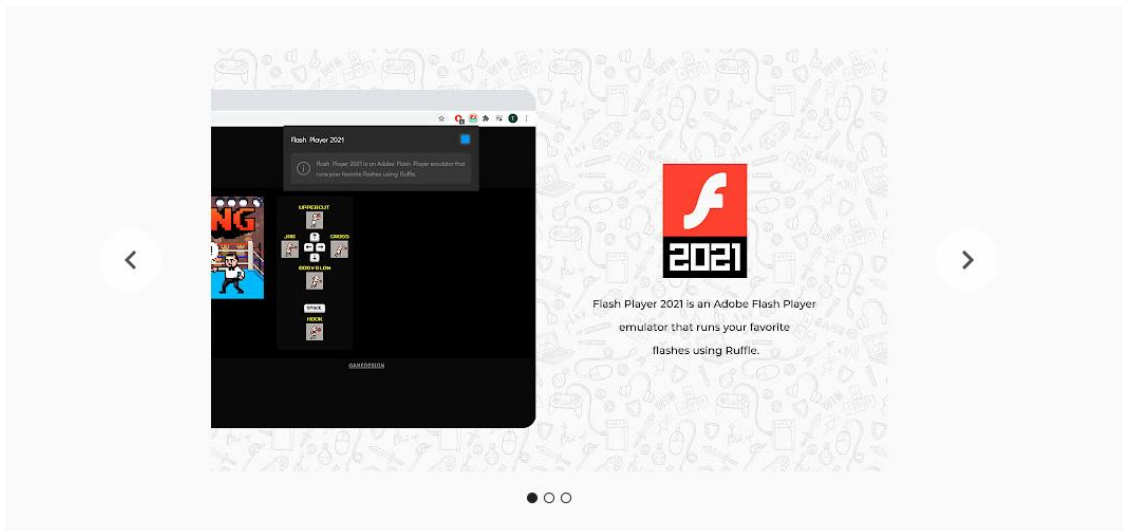 Flash Player 2021
Flash Player 2021 is an Adobe Flash Player emulator that
runs your favorite flashes using Ruffle.
NG
UPPERCUT
JAB
CROSS
BODY BLOW
SPACE
HOOK
GAMEDESIGN
2021
Flash Player 2021 is an Adobe Flash Player
emulator that runs your favorite
flashes using Ruffle.